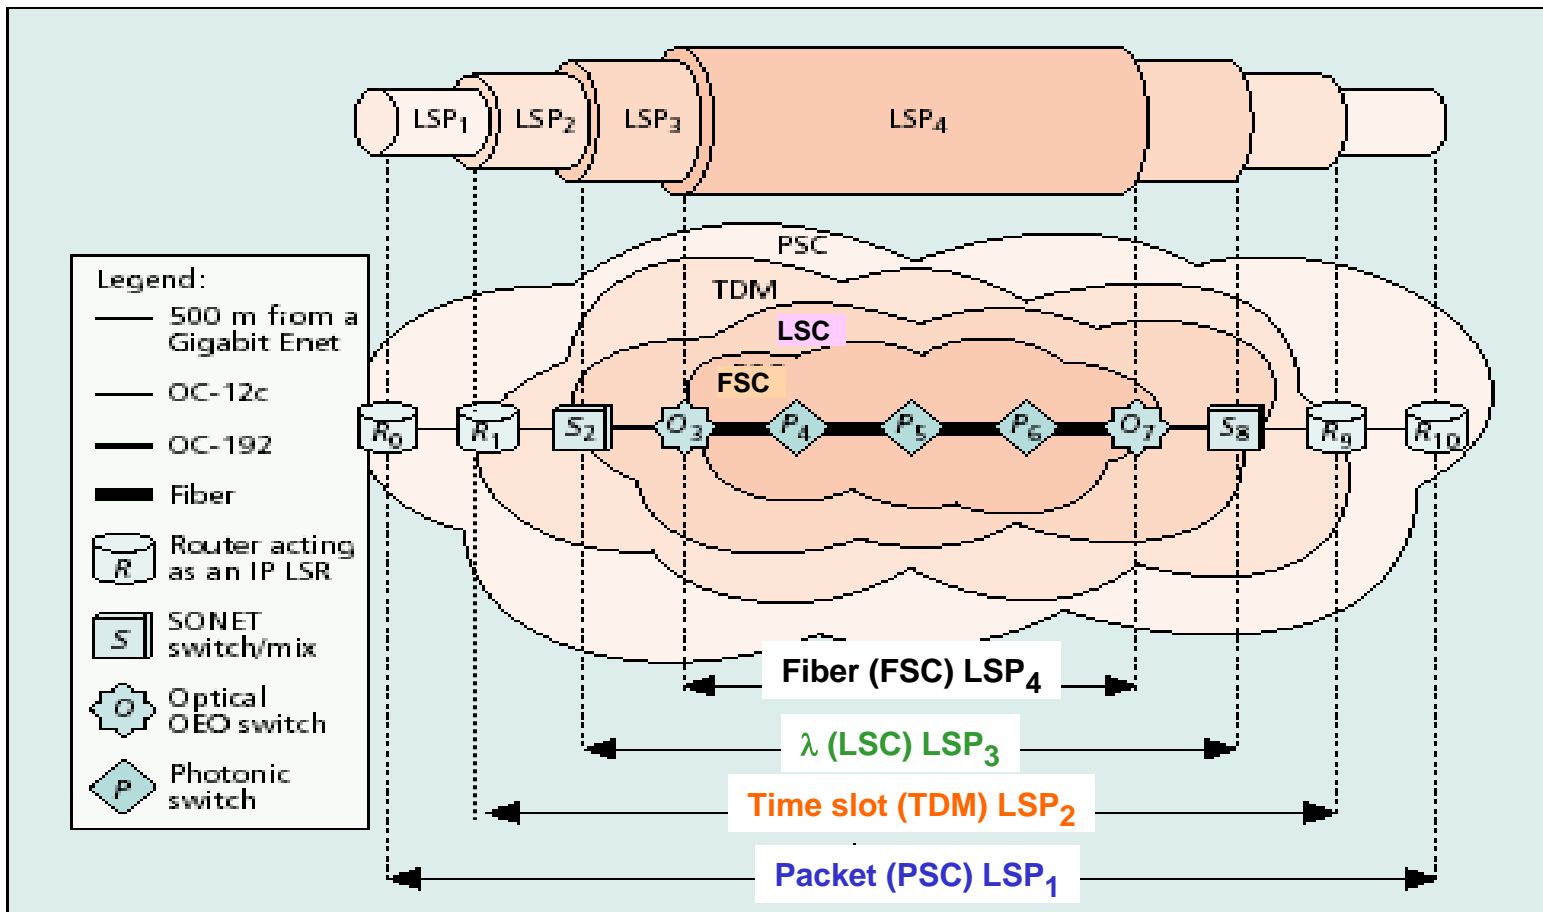 LSP1 LSP2 LSP3 LSP4
PSC
TDM
LSC
FSC
R0 R1 S2 O3 P4 P5 P6 O7 S8 R9 R10
Legend:
500 m from a
Gigabit Enet
OC-12c
OC-192
Fiber
R
Router acting
as an IP LSR
S
SONET
switch/mix
O
Optical
OEO switch
P
Photonic
switch
Fiber (FSC) LSP4
λ (LSC) LSP3
Time slot (TDM) LSP2
Packet (PSC) LSP1